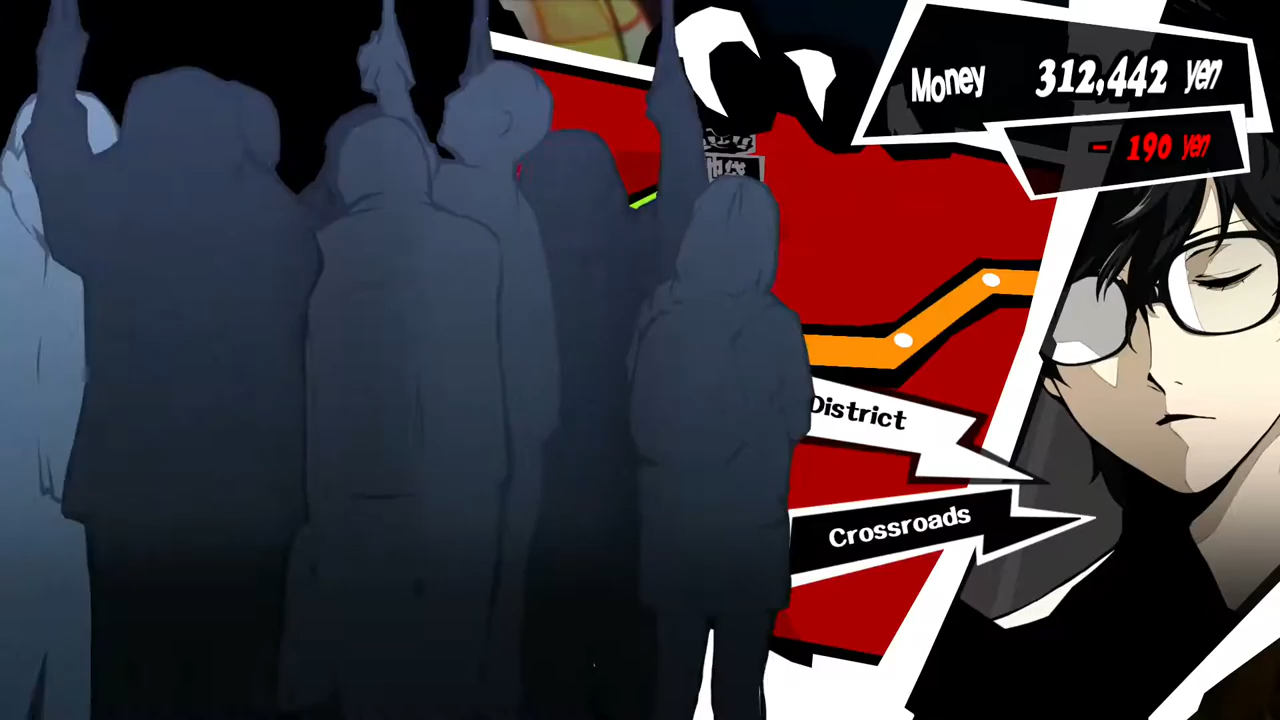 Money 312,442 yen
- 190 yen
District
Crossroads